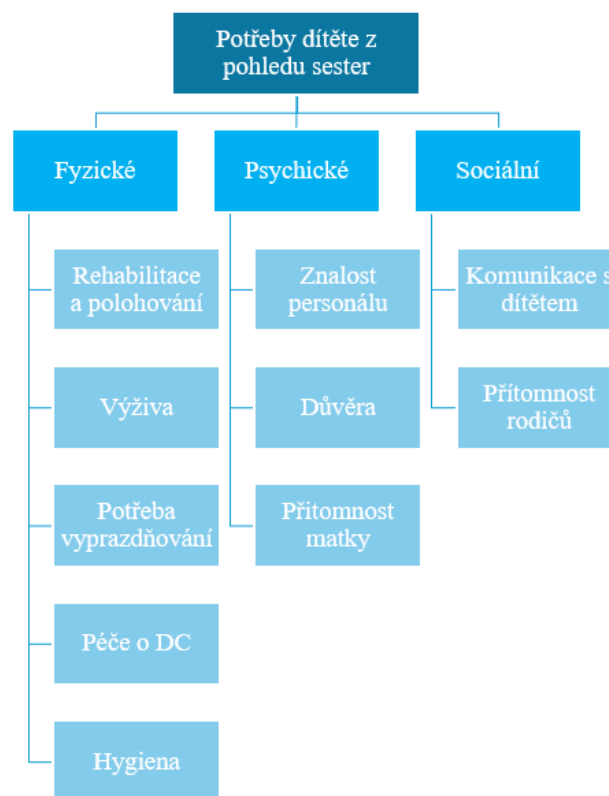 Potřeby dítěte z
pohledu sester
Fyzické
Psychické
Sociální
Rehabilitace
a polohování
Výživa
Potřeba
vyprazdňování
Péče o DC
Hygiena
Znalost
personálu
Důvěra
Přitomnost
matky
Komunikace s
dítětem
Přítomnost
rodičů